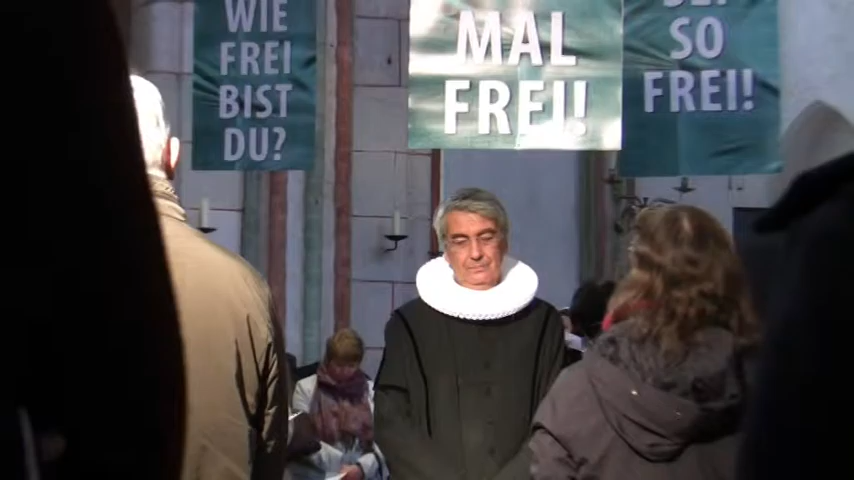 WIE
FREI
BIST
DU?
MAL
FREI!
SO
FREI!